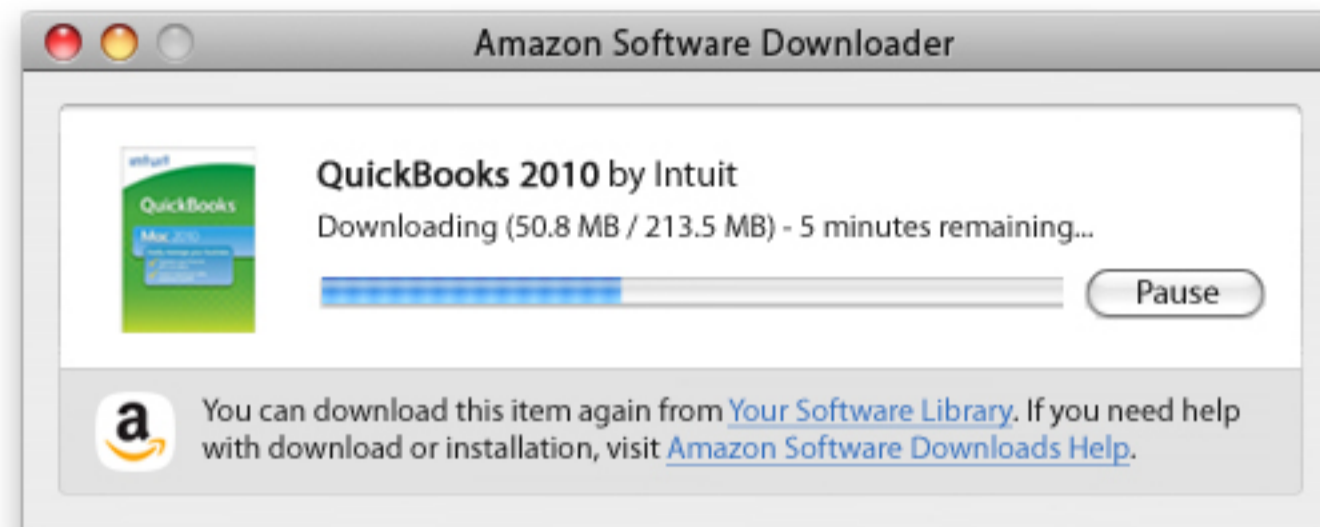 Amazon Software Downloader
intuit
QuickBooks
Mac 2010
QuickBooks 2010 by Intuit
Downloading (50.8 MB / 213.5 MB) - 5 minutes remaining...
Pause
You can download this item again from Your Software Library. If you need help
with download or installation, visit Amazon Software Downloads Help.